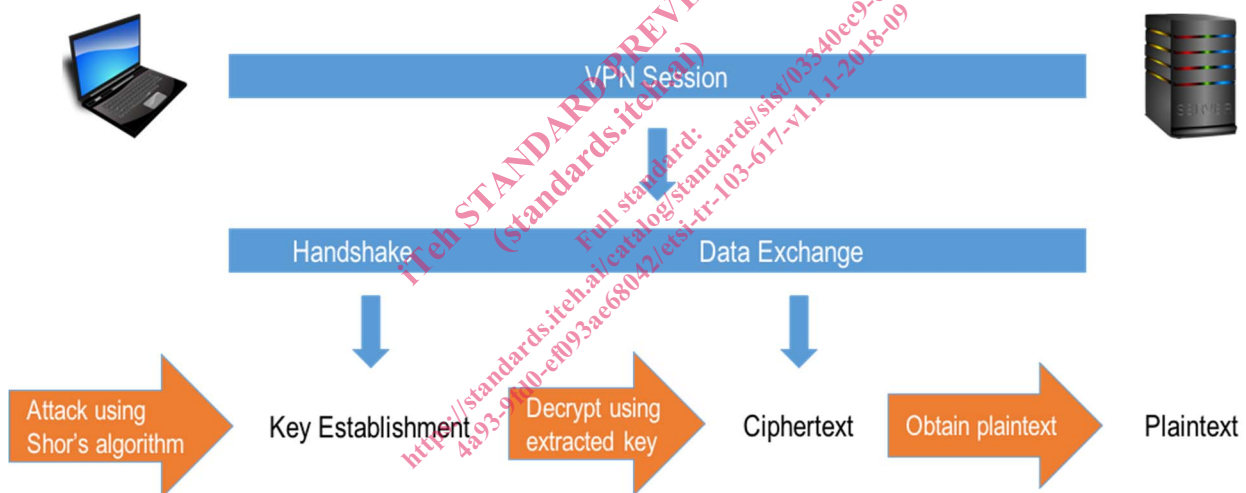 VPN Session
Handshake
Data Exchange
Attack using
Shor's algorithm
Key Establishment
Decrypt using
extracted key
Ciphertext
Obtain plaintext
Plaintext
SERVER
iTeh STANDARD PREVIEW
(standards.iteh.ai)
Full standard:
https://standards.iteh.ai/catalog/standards/sist/03340ec9-
4a93-9fd0-ef093ae68042/etsi-tr-103-617-v1.1.1-2018-09